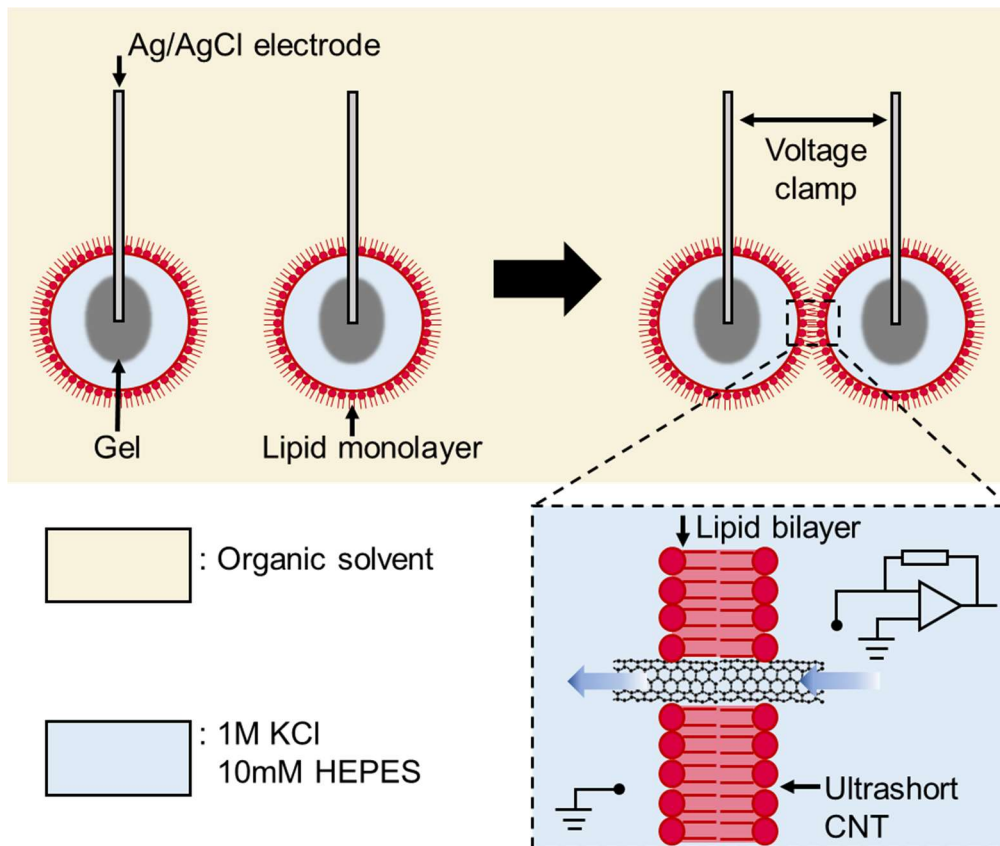 Ag/AgCl electrode
Voltage
clamp
Gel
Lipid monolayer
: Organic solvent
: 1M KCl
10mM HEPES
Lipid bilayer
Ultrashort
CNT